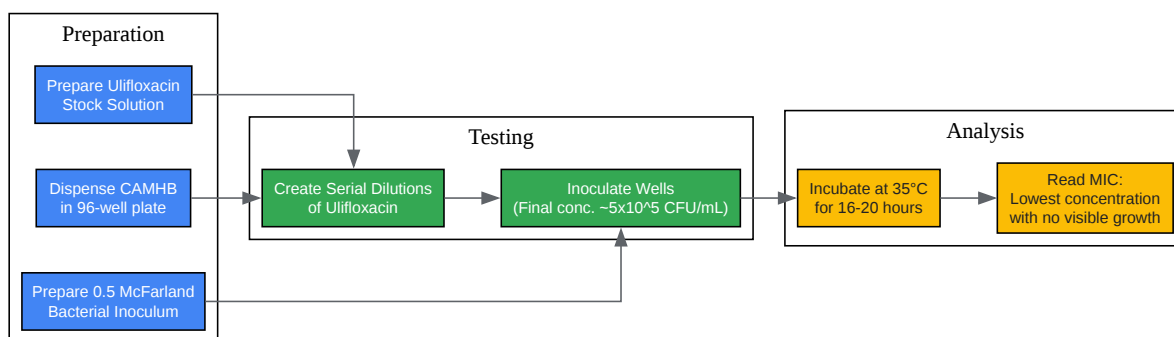 Preparation
Prepare Ulifloxacin
Stock Solution
Dispense CAMHB
in 96-well plate
Prepare 0.5 McFarland
Bacterial Inoculum
Testing
Create Serial Dilutions
of Ulifloxacin
Inoculate Wells
(Final conc. ~5x10^5 CFU/mL)
Analysis
Incubate at 35°C
for 16-20 hours
Read MIC:
Lowest concentration
with no visible growth